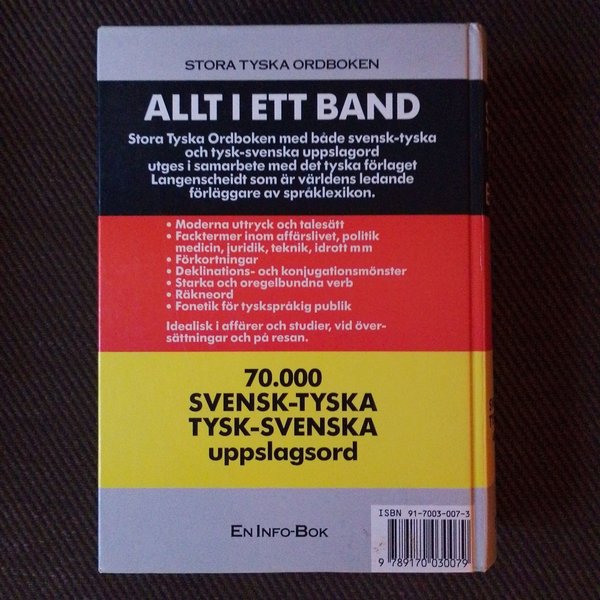 STORA TYSKA ORDBOKEN
ALLT I ETT BAND
Stora Tyska Ordboken med både svensk-tyska
och tysk-svenska uppslagord
utges i samarbete med det tyska förlaget
Langenscheidt som är världens ledande
förläggare av språklexikon.
• Moderna uttryck och talesätt
• Facktermer inom affärslivet, politik
medicin, juridik, teknik, idrott mm
• Förkortningar
• Deklinations- och konjugationsmönster
• Starka och oregelbundna verb
• Räkneord
• Fonetik för tyskspråkig publik
Idealisk i affärer och studier, vid över-
sättningar och på resan.
70.000
SVENSK-TYSKA
TYSK-SVENSKA
uppslagsord
ISBN 91-7003-007-3
EN INFO-BOK
9 789170 030079